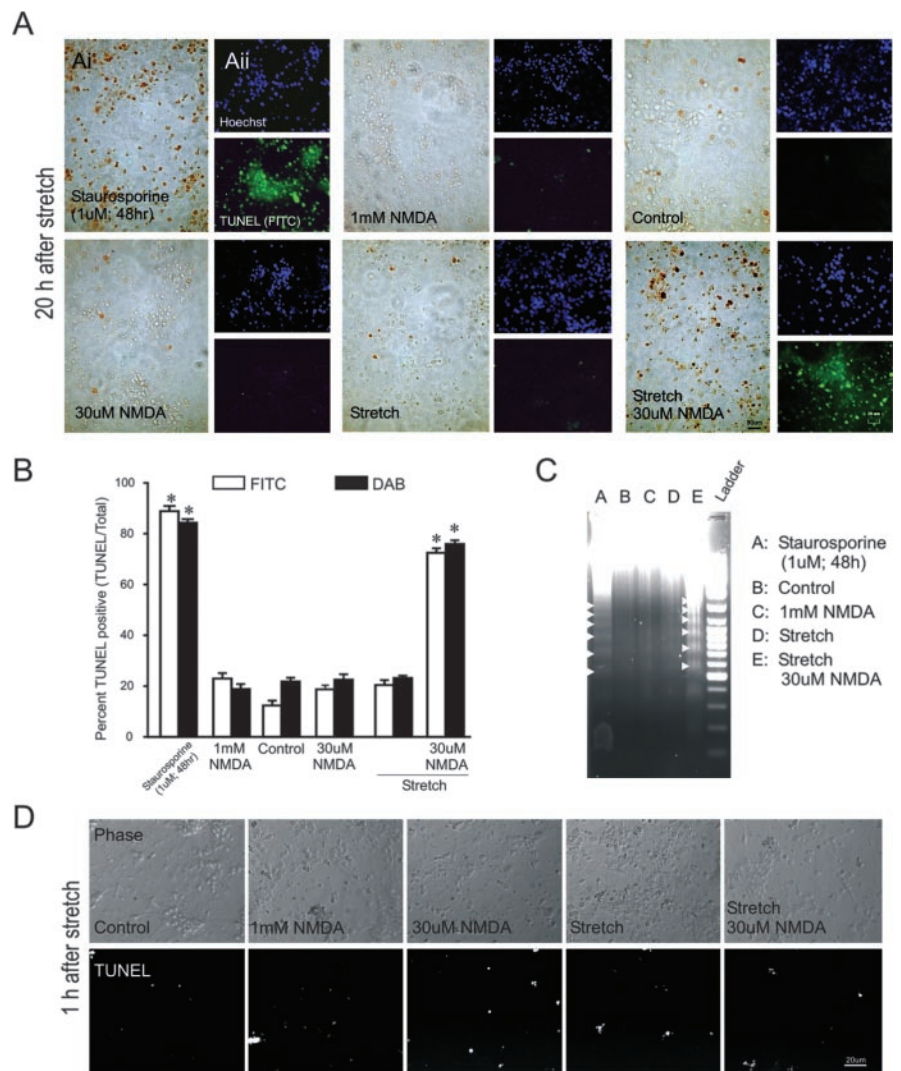 A
20 h after stretch
Ai
Aii
Hoechst
Staurosporine
(1uM; 48hr)
TUNEL (FITC)
1mM NMDA
Control
30uM NMDA
Stretch
Stretch
30uM NMDA
B
FITC
DAB
Percent TUNEL positive (TUNEL/Total)
100
80
60
40
20
0
* * * *
Staurosporine
(1uM; 48hr)
1mM
NMDA
Control
30uM
NMDA
30uM
NMDA
Stretch
C
A B C D E Ladder
A: Staurosporine
(1uM; 48h)
B: Control
C: 1mM NMDA
D: Stretch
E: Stretch
30uM NMDA
D
1 h after stretch
Phase
Control
1mM NMDA
30uM NMDA
Stretch
Stretch
30uM NMDA
TUNEL
20um